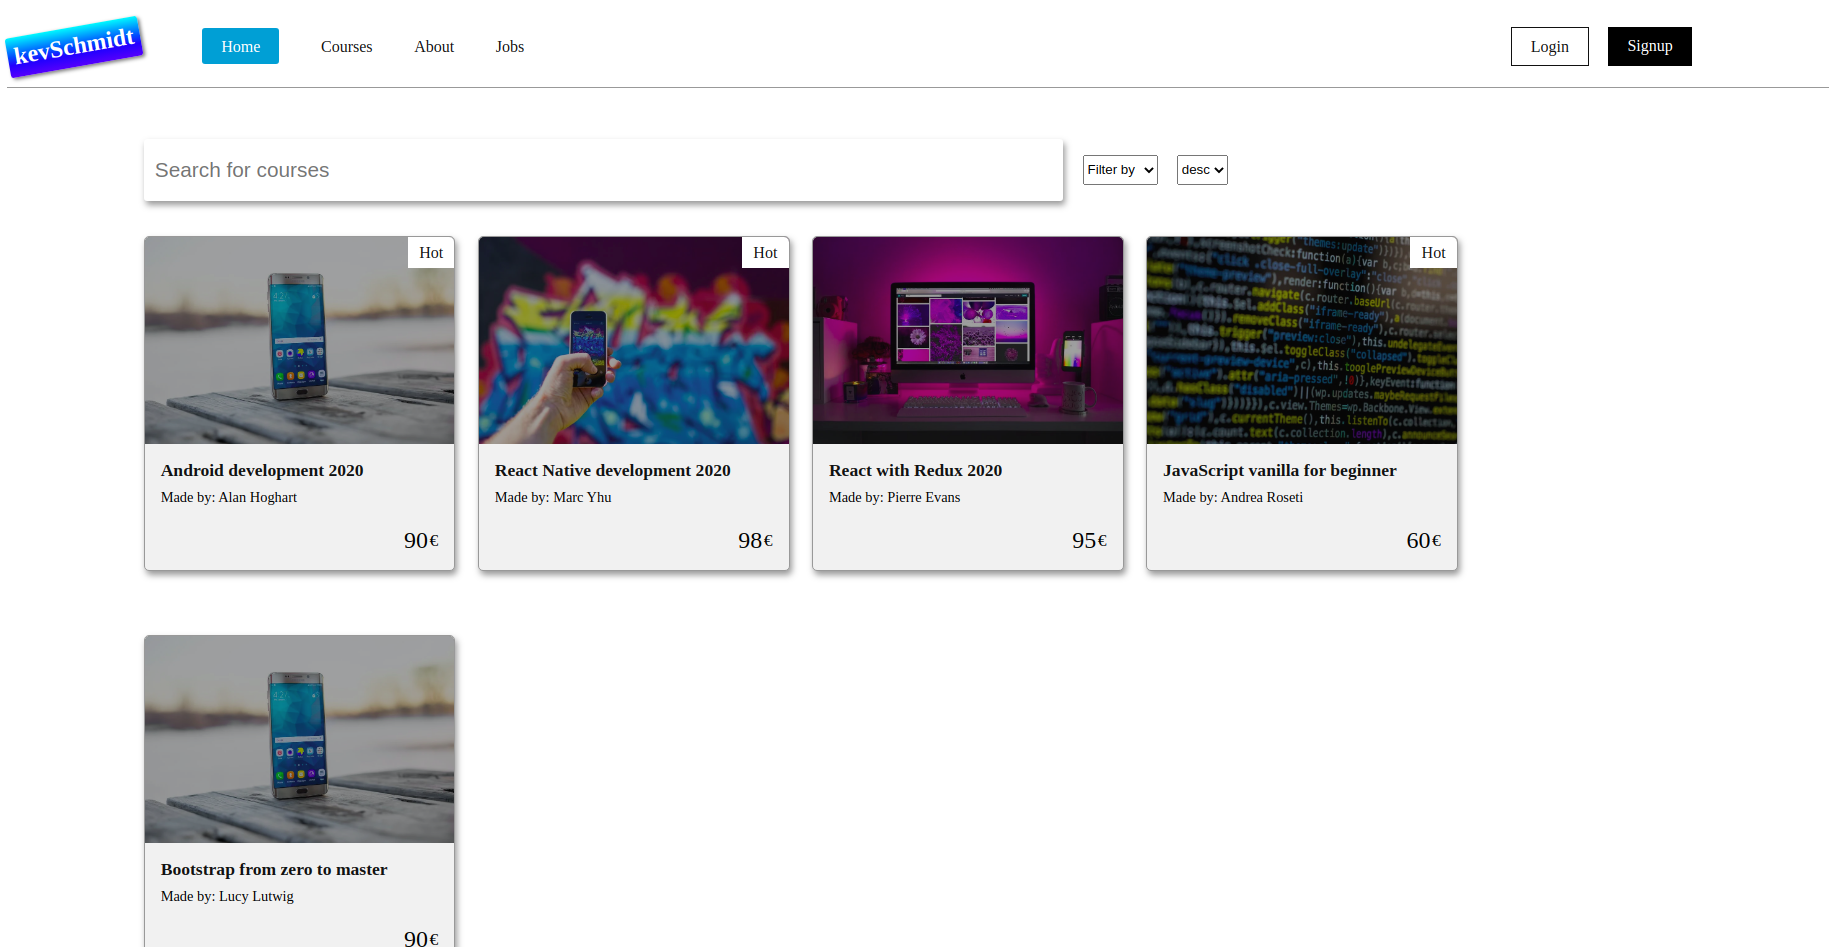 kevSchmidt
Home
Courses
About
Jobs
Login
Signup
Search for courses
Filter by
desc
Hot
Android development 2020
Made by: Alan Hoghart
90€
Hot
React Native development 2020
Made by: Marc Yhu
98€
React with Redux 2020
Made by: Pierre Evans
95€
Hot
JavaScript vanilla for beginner
Made by: Andrea Roseti
60€
Bootstrap from zero to master
Made by: Lucy Lutwig
90€